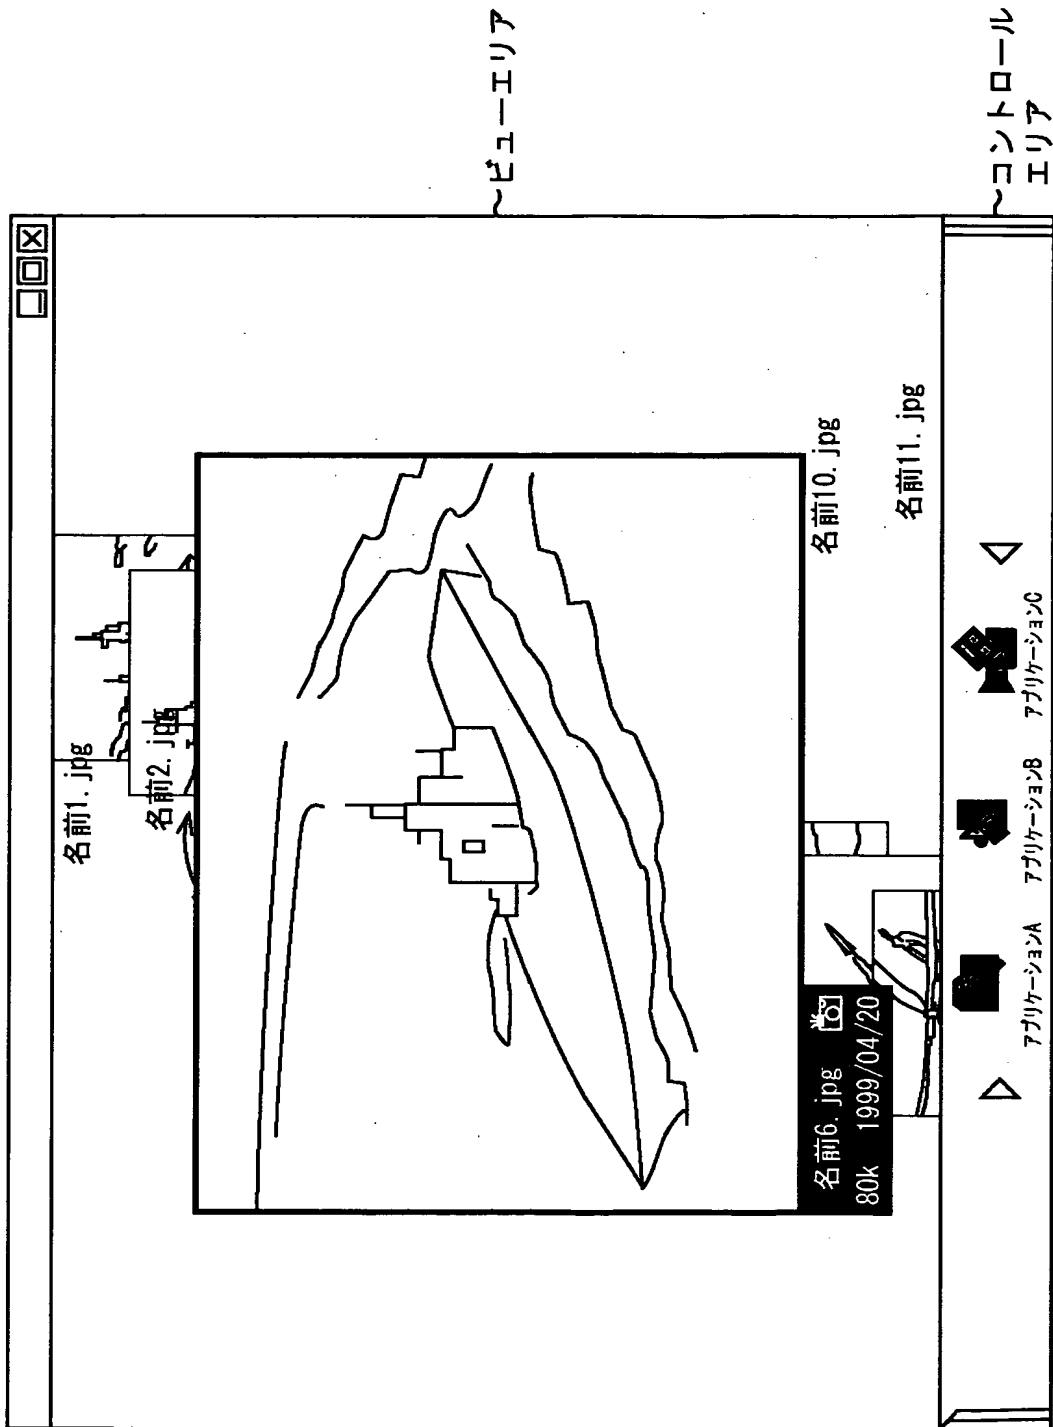 名前1.jpg
名前2.jpg
名前6.jpg
80k 1999/04/20
名前10.jpg
名前11.jpg
アプリケーションA
アプリケーションB
アプリケーションC
ビューエリア
コントロール
エリア